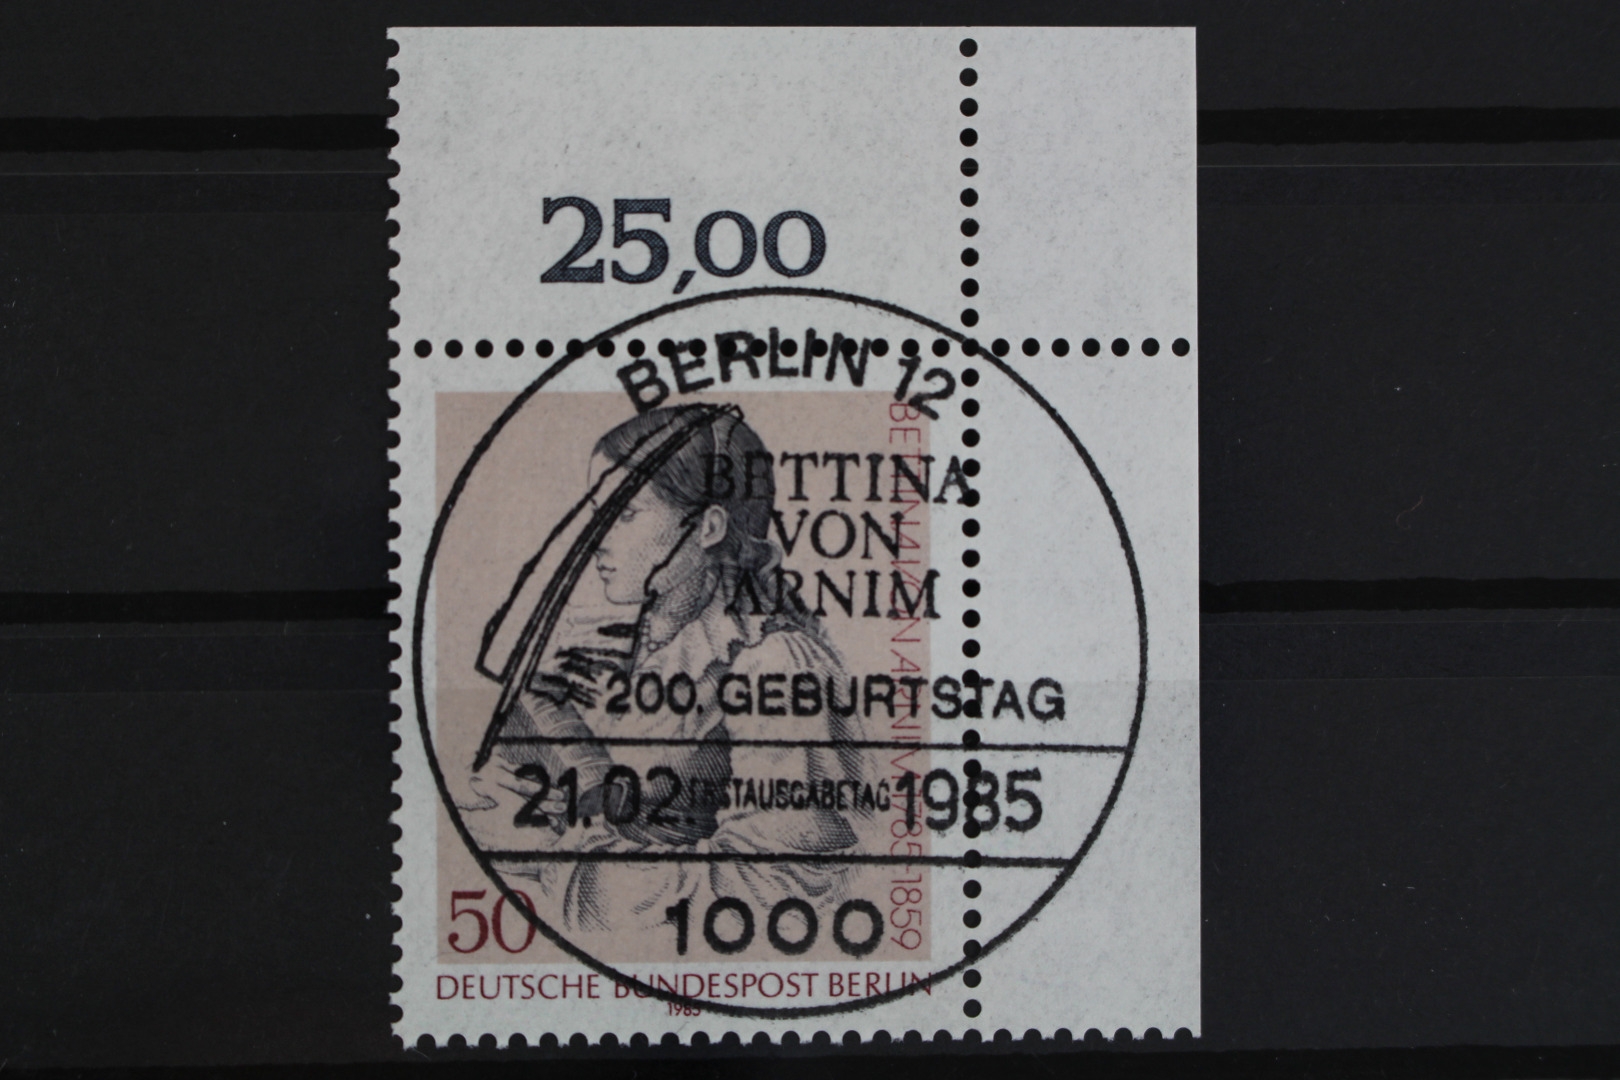 25,00
BERLIN 12
BETTINA
VON
ARNIM
200. GEBURTSTAG
21.02. ERSTAUSGABETAG 1985
1000
BETTINA VON ARNIM 1785-1859
50
DEUTSCHE BUNDESPOST BERLIN
1985